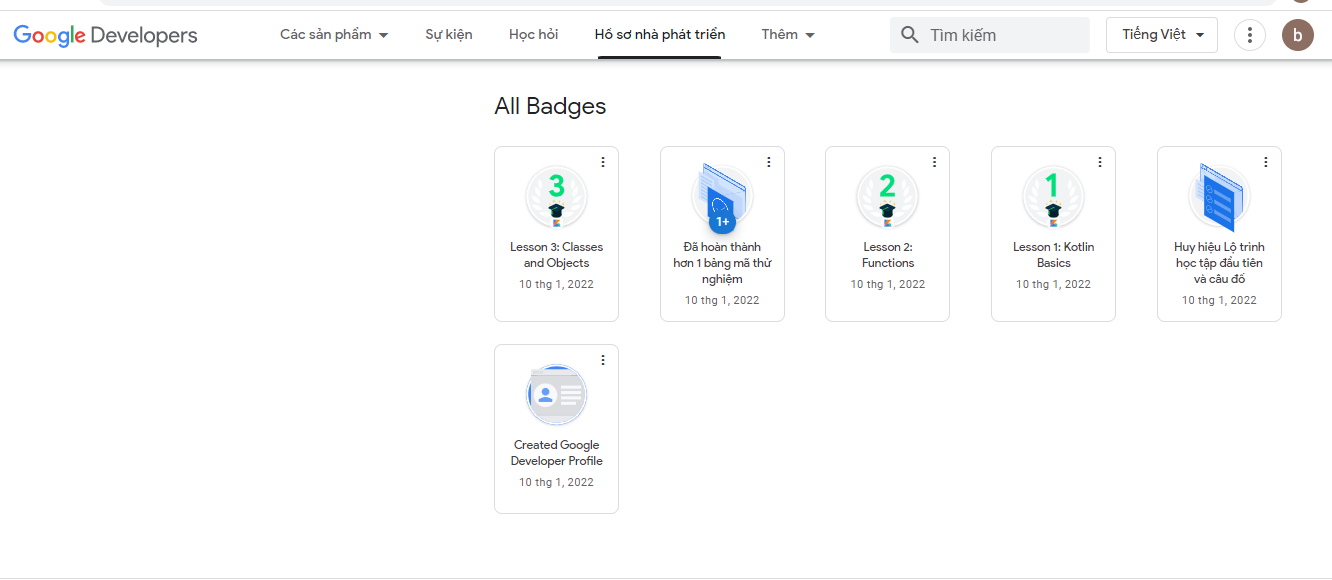 Google Developers Các sản phẩm Sự kiện Học hỏi Hồ sơ nhà phát triển Thêm Tìm kiếm Tiếng Việt b
All Badges
3
Lesson 3: Classes
and Objects
10 thg 1, 2022
1+
Đã hoàn thành
hơn 1 bảng mã thử
nghiệm
10 thg 1, 2022
2
Lesson 2:
Functions
10 thg 1, 2022
1
Lesson 1: Kotlin
Basics
10 thg 1, 2022
Huy hiệu Lộ trình
học tập đầu tiên
và câu đố
10 thg 1, 2022
Created Google
Developer Profile
10 thg 1, 2022